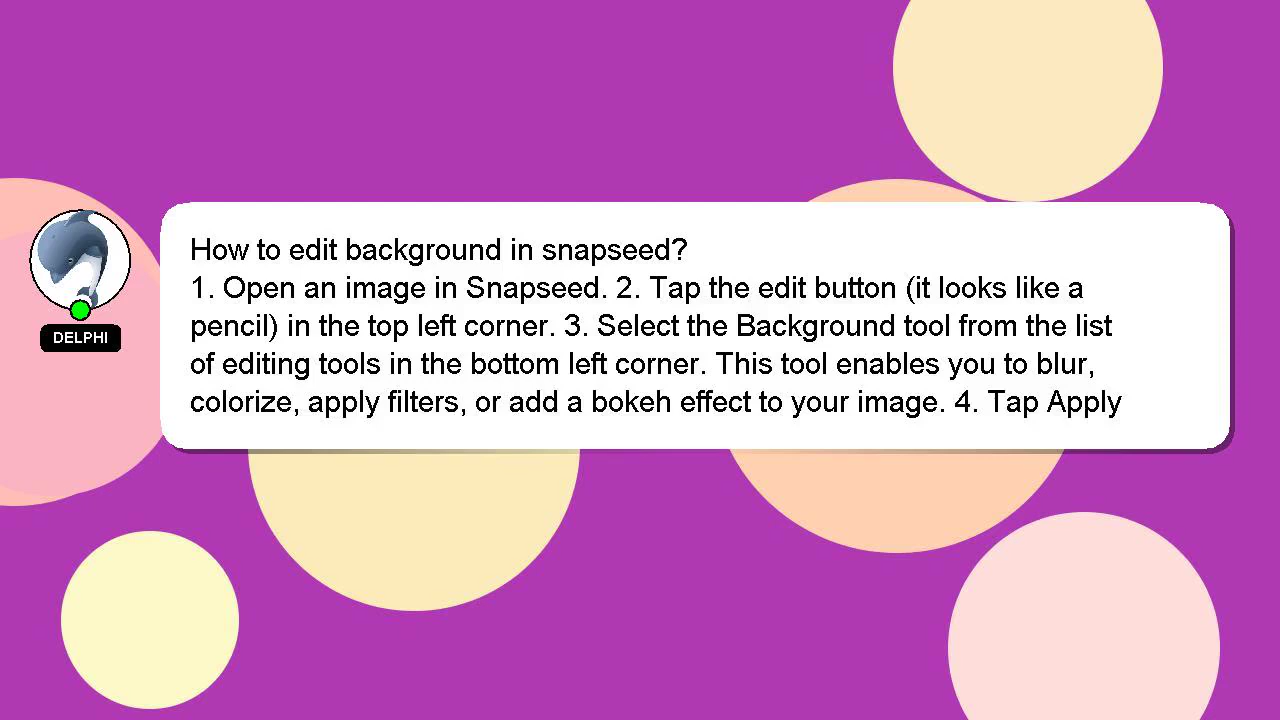 How to edit background in snapseed?
1. Open an image in Snapseed. 2. Tap the edit button (it looks like a
pencil) in the top left corner. 3. Select the Background tool from the list
of editing tools in the bottom left corner. This tool enables you to blur,
colorize, apply filters, or add a bokeh effect to your image. 4. Tap Apply
DELPHI